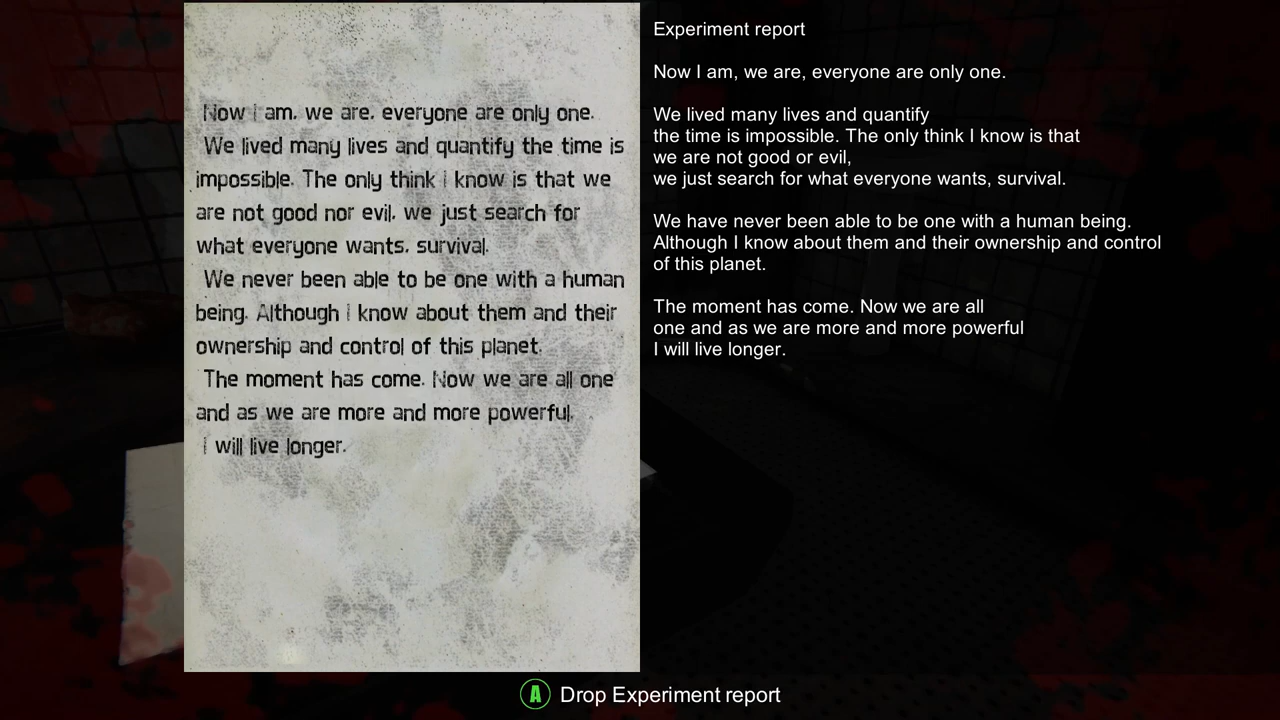 Now i am, we are, everyone are only one.
We lived many lives and quantify the time is
impossible. The only think i know is that we
are not good nor evil, we just search for
what everyone wants, survival.
We never been able to be one with a human
being. Although i know about them and their
ownership and control of this planet.
The moment has come. Now we are all one
and as we are more and more powerful,
i will live longer.
Experiment report
Now I am, we are, everyone are only one.
We lived many lives and quantify
the time is impossible. The only think I know is that
we are not good or evil,
we just search for what everyone wants, survival.
We have never been able to be one with a human being.
Although I know about them and their ownership and control
of this planet.
The moment has come. Now we are all
one and as we are more and more powerful
I will live longer.
A Drop Experiment report